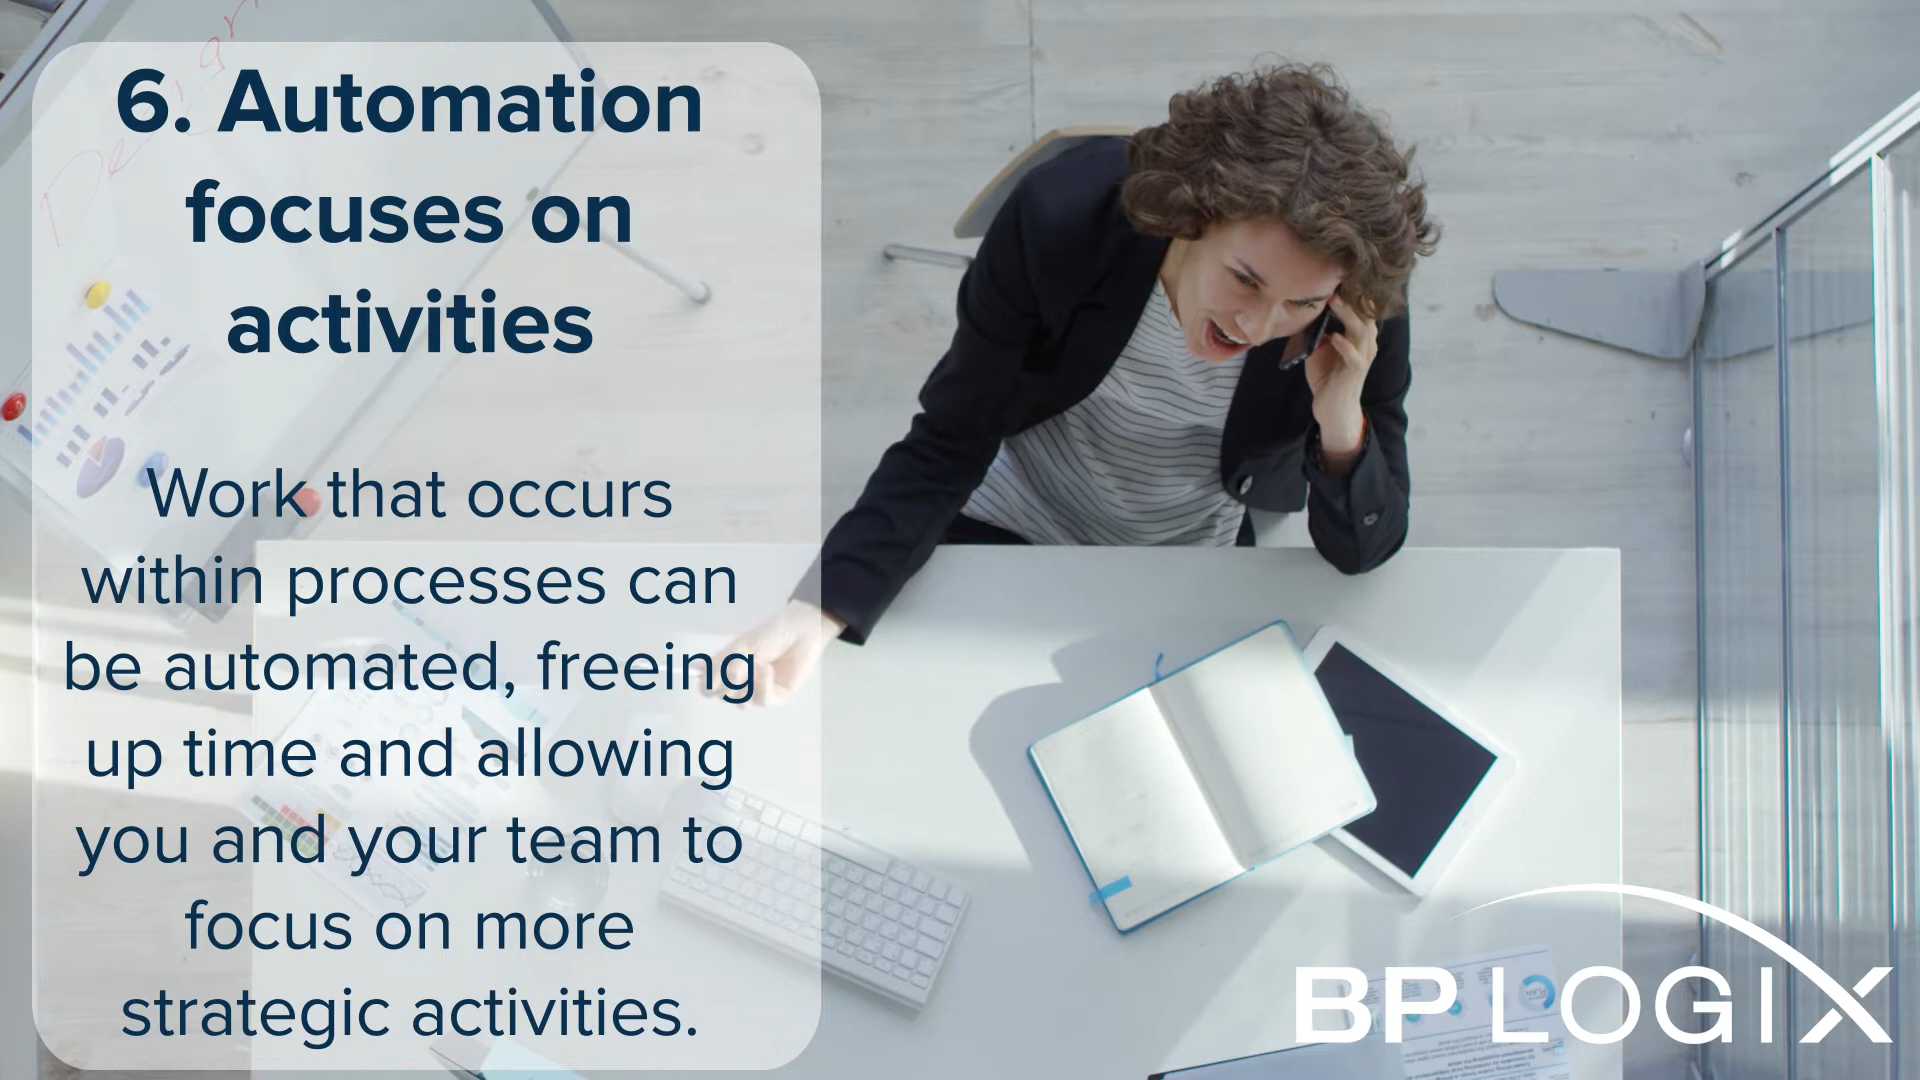 6. Automation
focuses on
activities
Work that occurs
within processes can
be automated, freeing
up time and allowing
you and your team to
focus on more
strategic activities.
Design
BP LOGIX